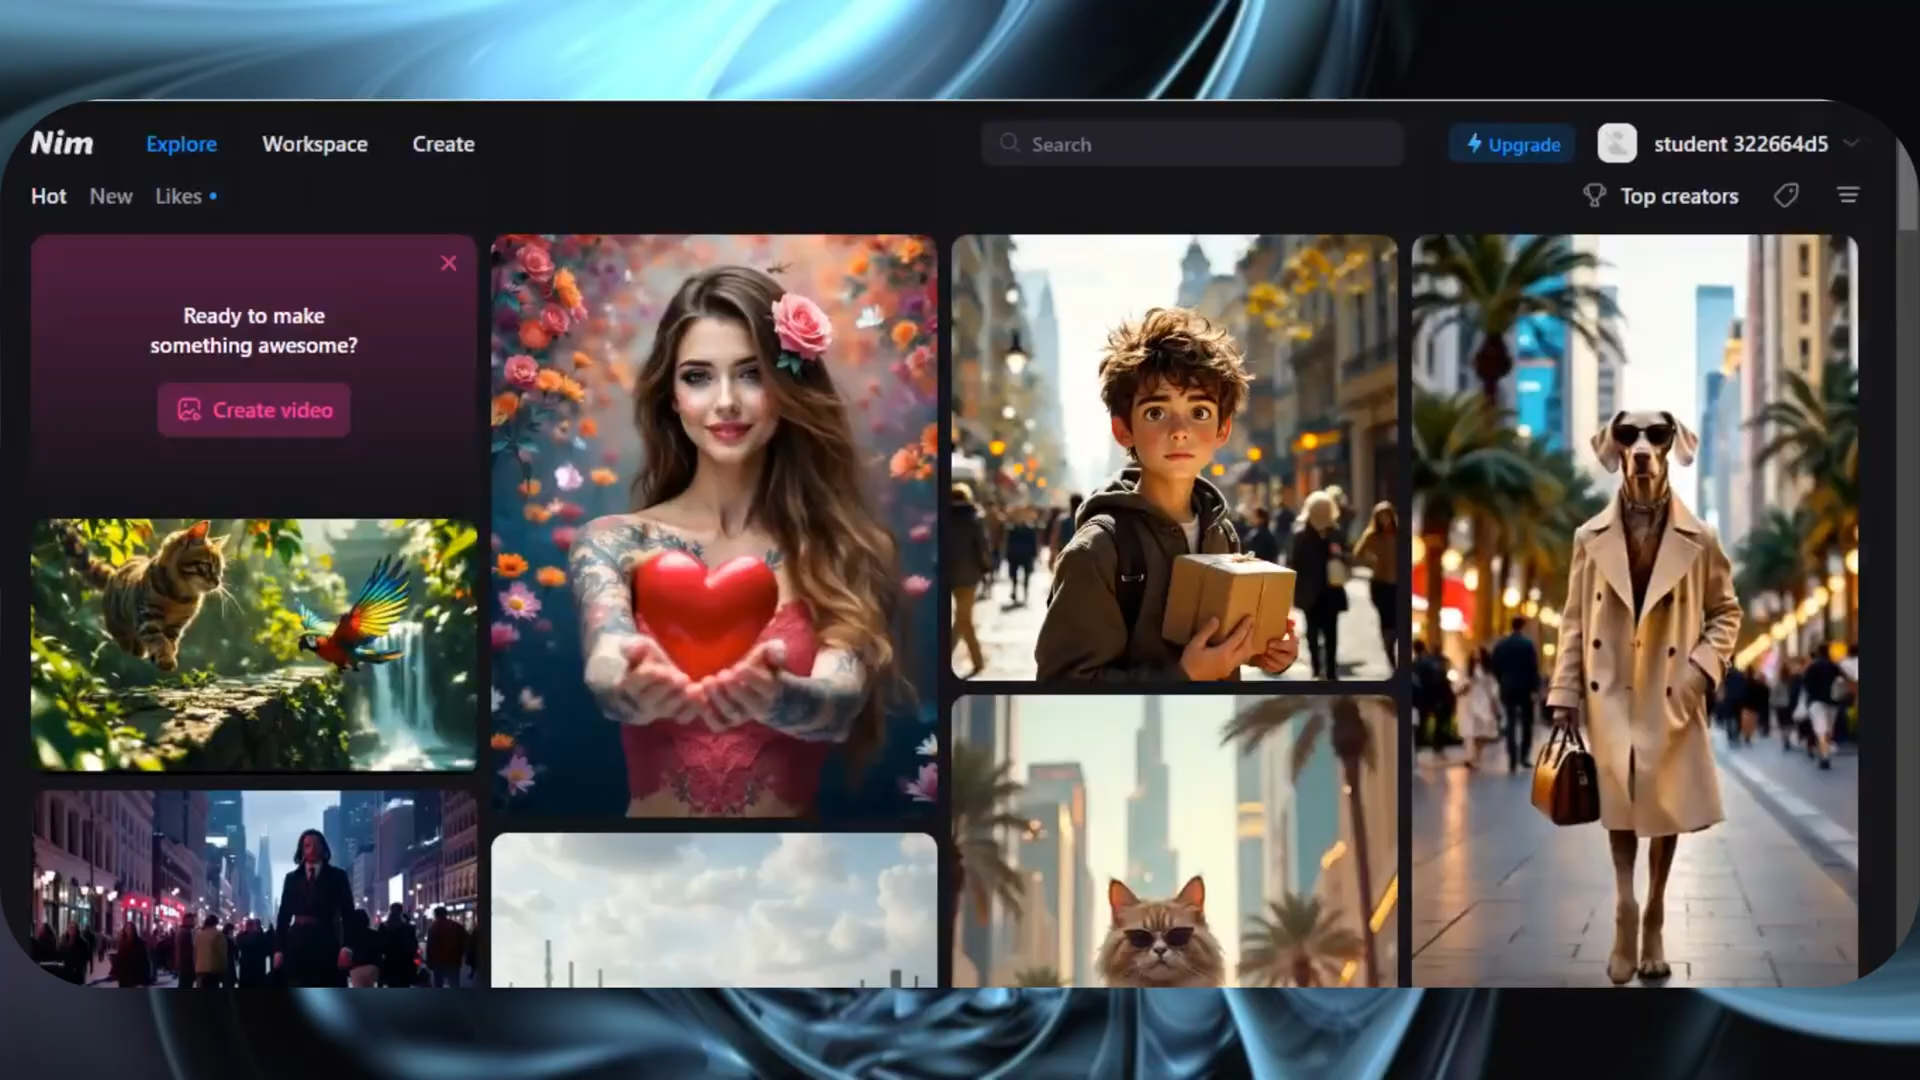 Nim
Explore
Workspace
Create
Search
Upgrade
student 322664d5
Hot
New
Likes
Top creators
Ready to make
something awesome?
Create video